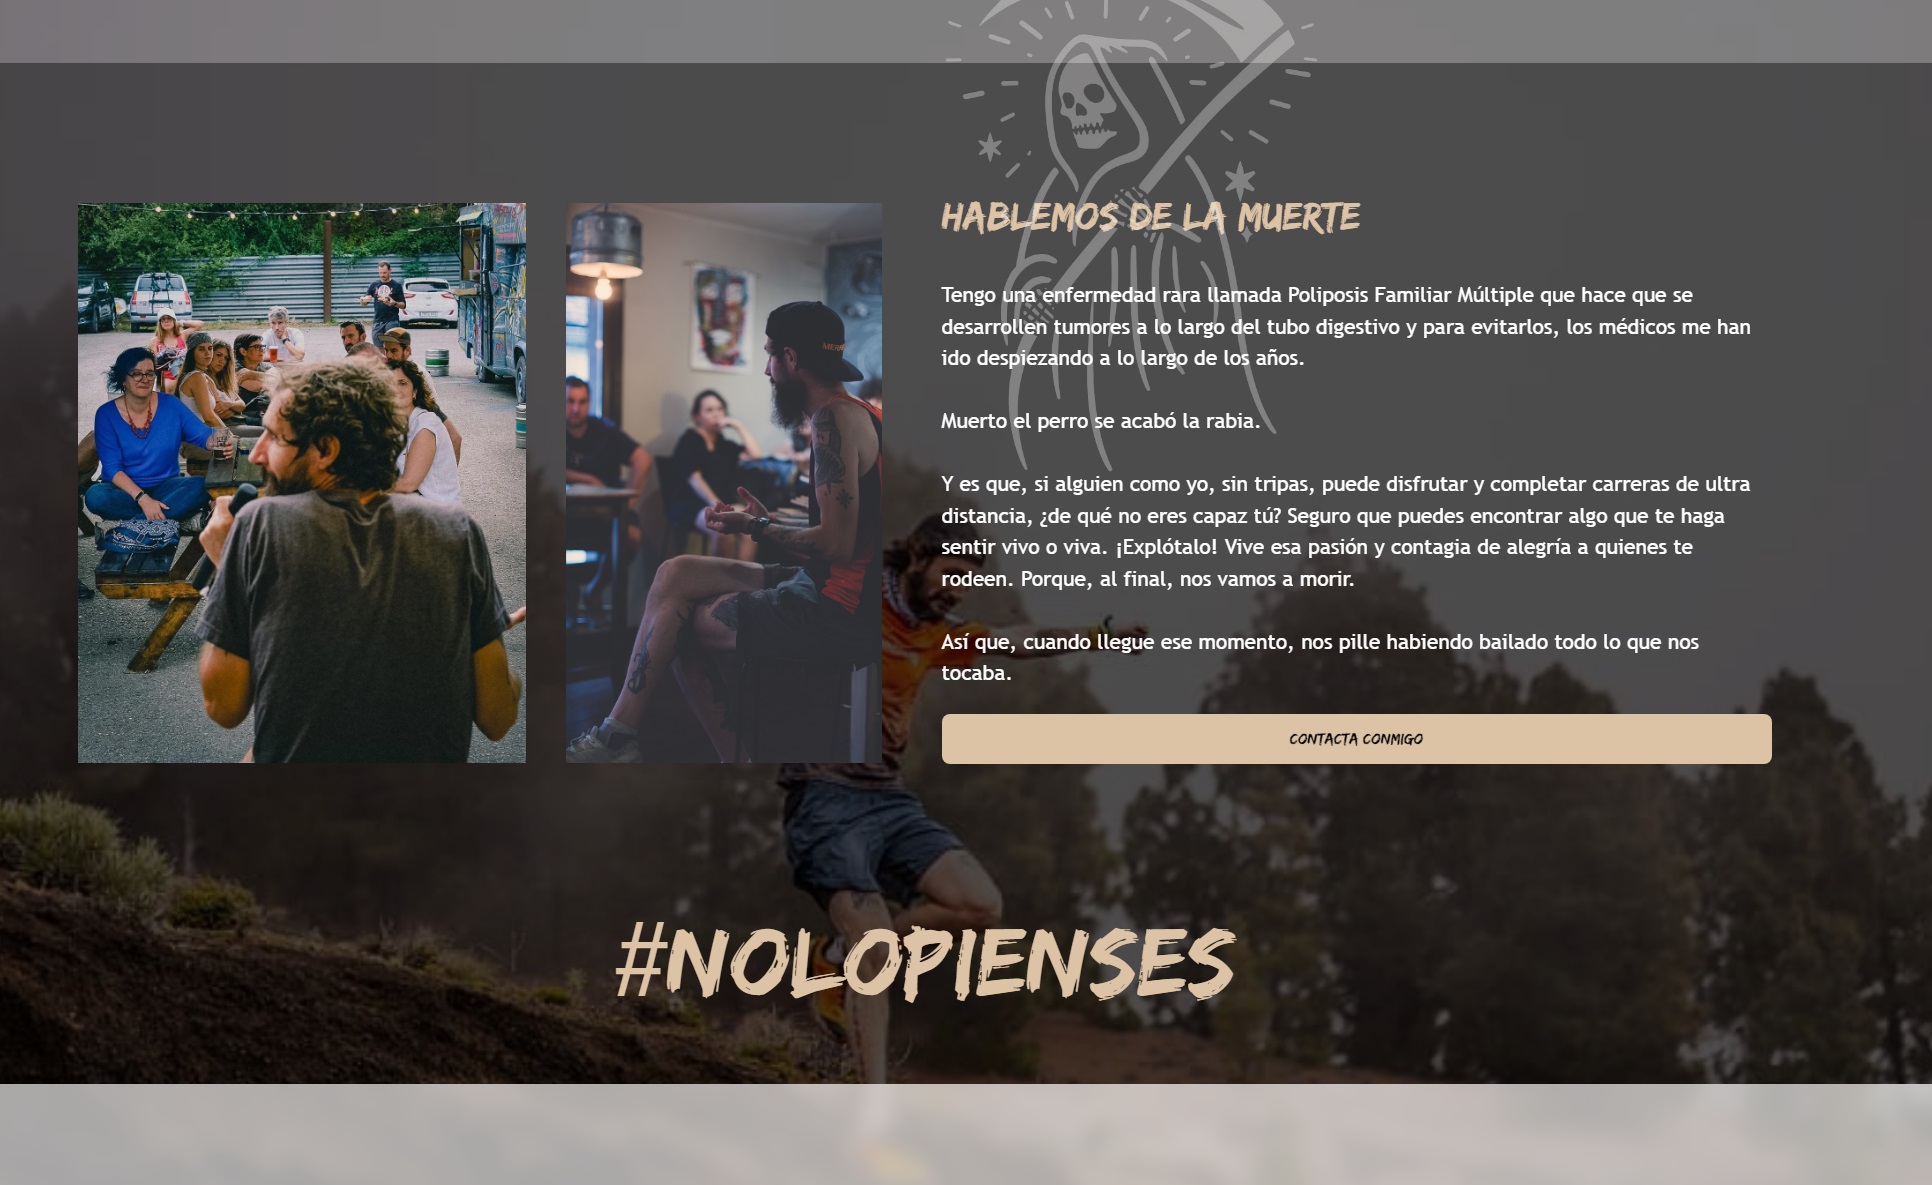 HABLEMOS DE LA MUERTE
Tengo una enfermedad rara llamada Poliposis Familiar Múltiple que hace que se
desarrollen tumores a lo largo del tubo digestivo y para evitarlos, los médicos me han
ido despiezando a lo largo de los años.
Muerto el perro se acabó la rabia.
Y es que, si alguien como yo, sin tripas, puede disfrutar y completar carreras de ultra
distancia, ¿de qué no eres capaz tú? Seguro que puedes encontrar algo que te haga
sentir vivo o viva. ¡Explótalo! Vive esa pasión y contagia de alegría a quienes te
rodeen. Porque, al final, nos vamos a morir.
Así que, cuando llegue ese momento, nos pille habiendo bailado todo lo que nos
tocaba.
CONTACTA CONMIGO
#NOLOPIENSES